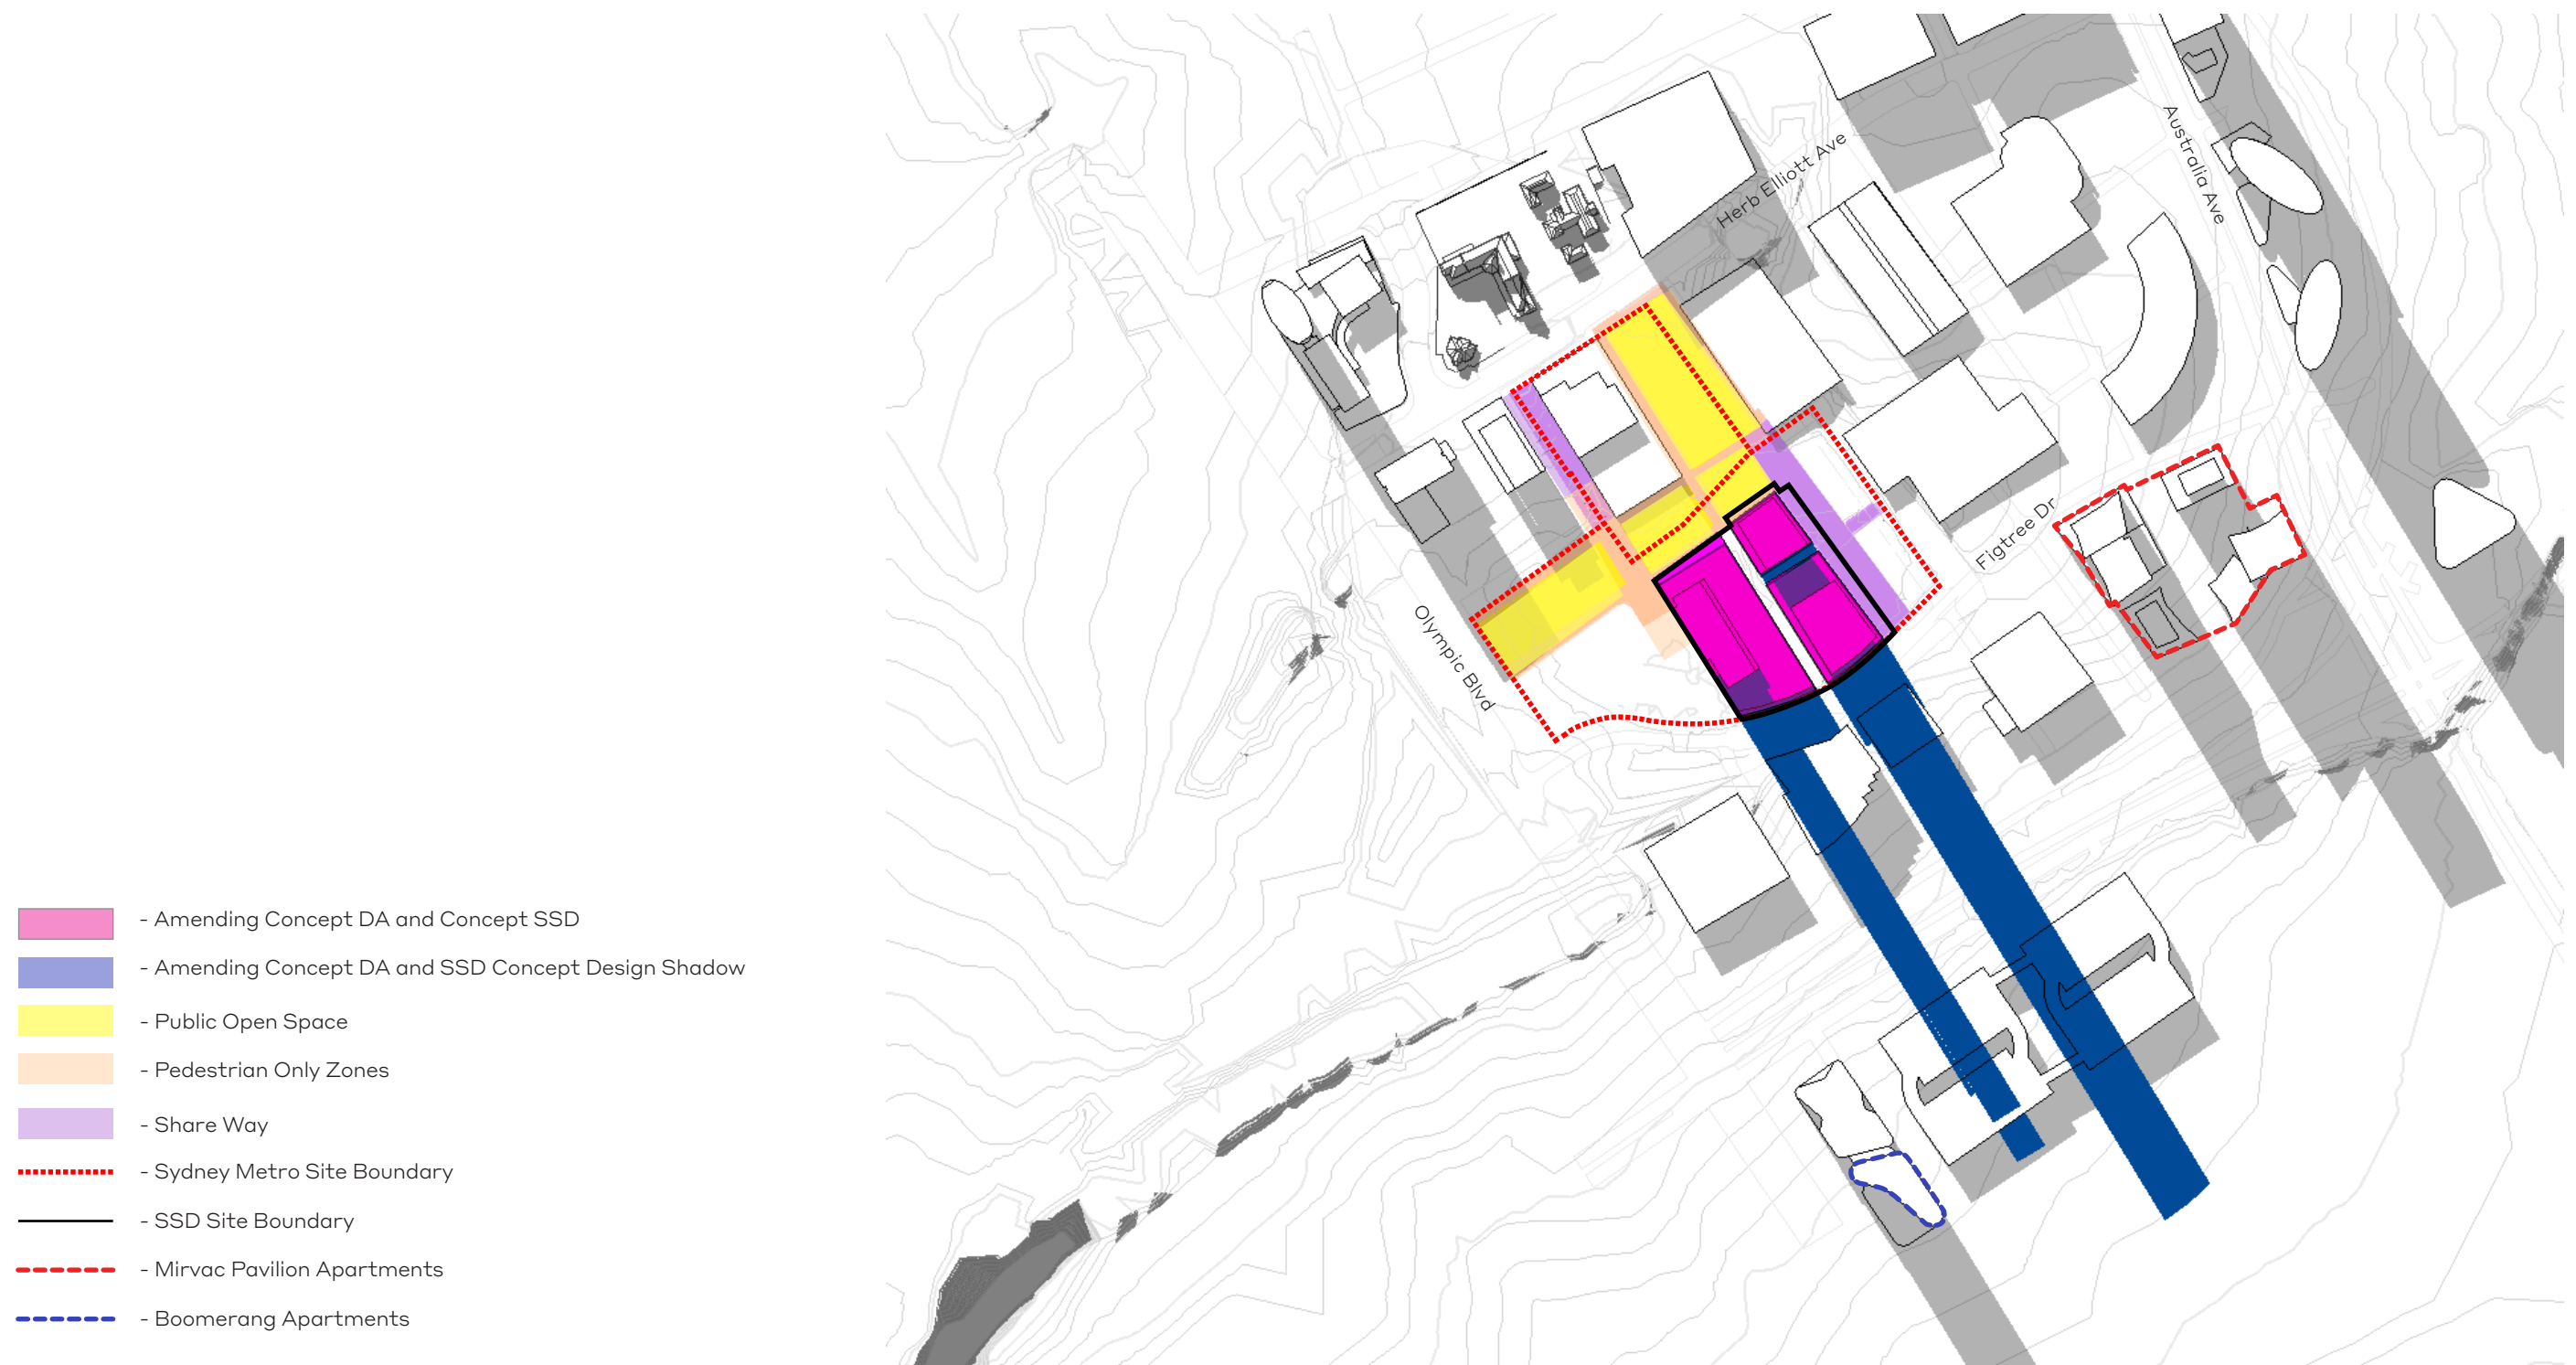 Herb Elliott Ave
Australia Ave
Figtree Dr
Olympic Blvd
- Amending Concept DA and Concept SSD
- Amending Concept DA and SSD Concept Design Shadow
- Public Open Space
- Pedestrian Only Zones
- Share Way
- Sydney Metro Site Boundary
- SSD Site Boundary
- Mirvac Pavilion Apartments
- Boomerang Apartments